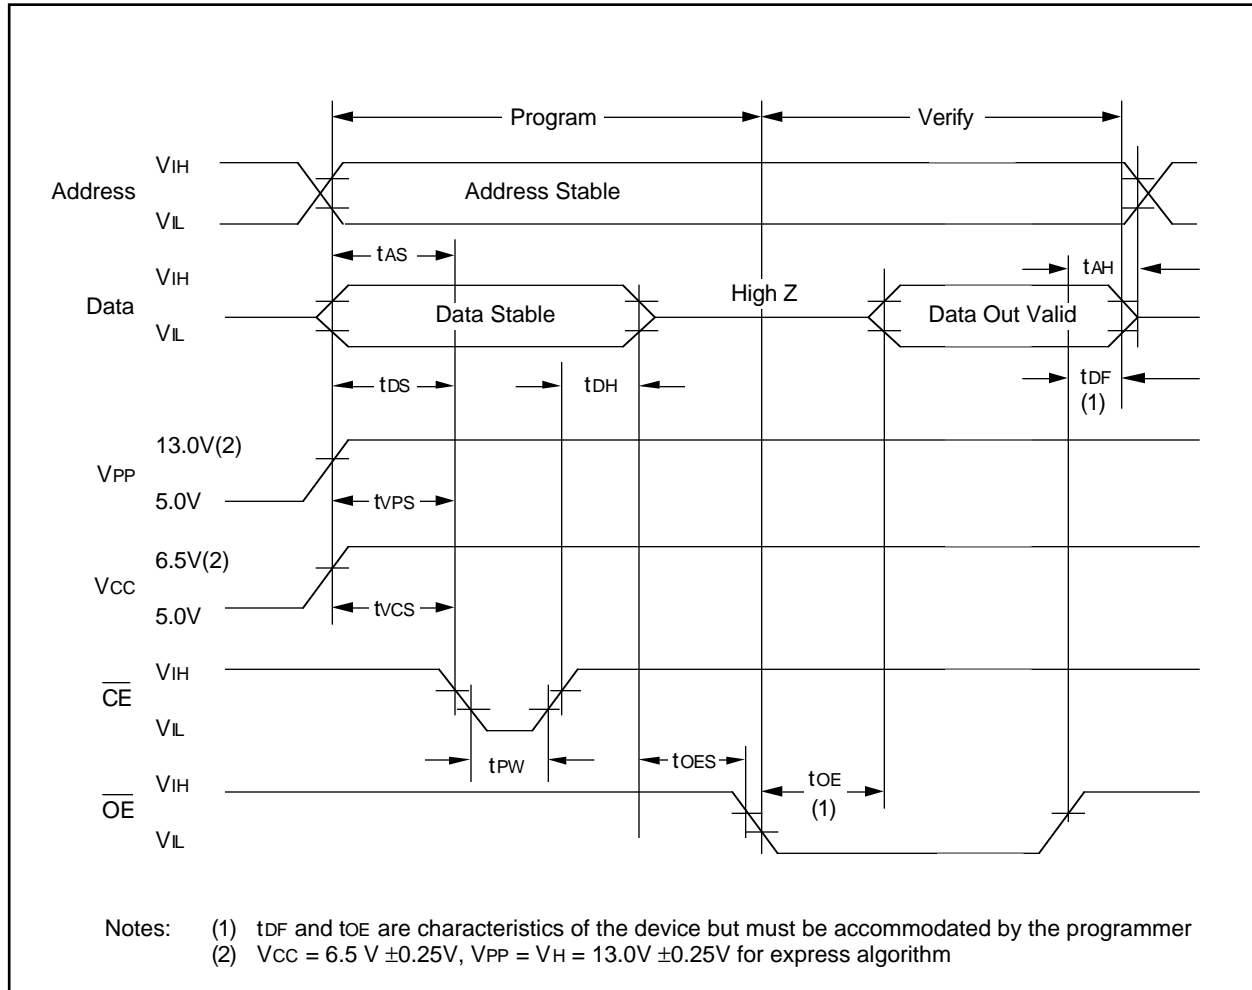 Program
Verify
VIH
Address
Address Stable
VIL
tAS
tAH
VIH
High Z
Data
Data Stable
Data Out Valid
VIL
tDS
tDH
tDF
(1)
13.0V(2)
VPP
5.0V
tVPS
6.5V(2)
VCC
5.0V
tVCS
VIH
CE
VIL
tPW
tOES
VIH
tOE
OE
(1)
VIL
Notes: (1) tDF and tOE are characteristics of the device but must be accommodated by the programmer
(2) VCC = 6.5 V ±0.25V, VPP = VH = 13.0V ±0.25V for express algorithm